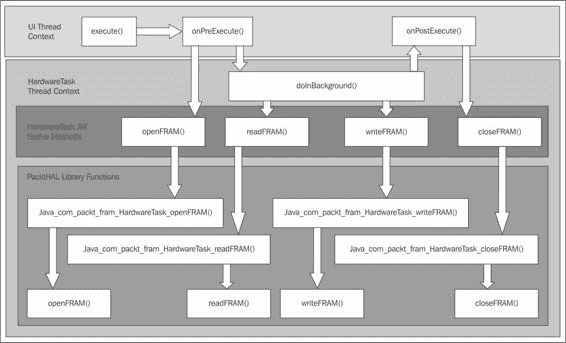 UI Thread
Context
execute()
onPreExecute()
onPostExecute()
HardwareTask
Thread Context
doInBackground()
HardwareTask JNI
Native Methods
openFRAM()
readFRAM()
writeFRAM()
closeFRAM()
PacktHAL Library Functions
Java_com_packt_fram_HardwareTask_openFRAM()
Java_com_packt_fram_HardwareTask_writeFRAM()
Java_com_packt_fram_HardwareTask_readFRAM()
Java_com_packt_fram_HardwareTask_closeFRAM()
openFRAM()
readFRAM()
writeFRAM()
closeFRAM()